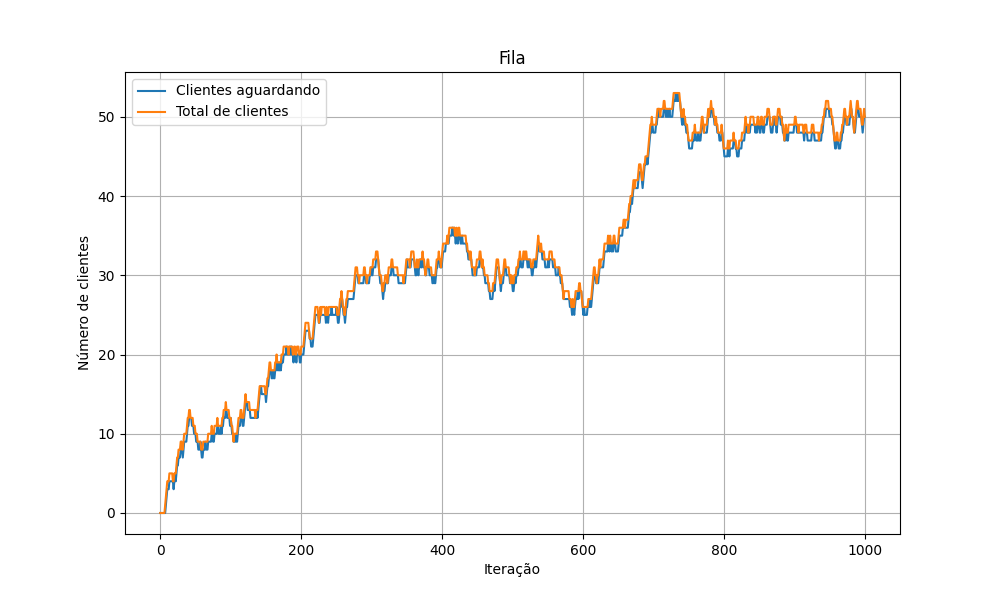 Fila
Clientes aguardando
Total de clientes
50
40
30
20
10
0
Número de clientes
0 200 400 600 800 1000
Iteração